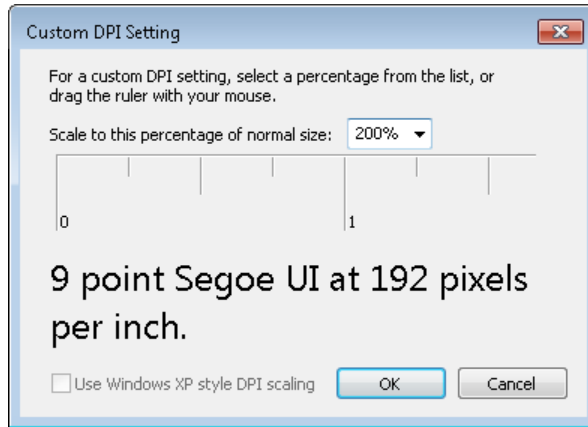 Custom DPI Setting
For a custom DPI setting, select a percentage from the list, or
drag the ruler with your mouse.
Scale to this percentage of normal size: 200%
0 1
9 point Segoe UI at 192 pixels
per inch.
Use Windows XP style DPI scaling OK Cancel